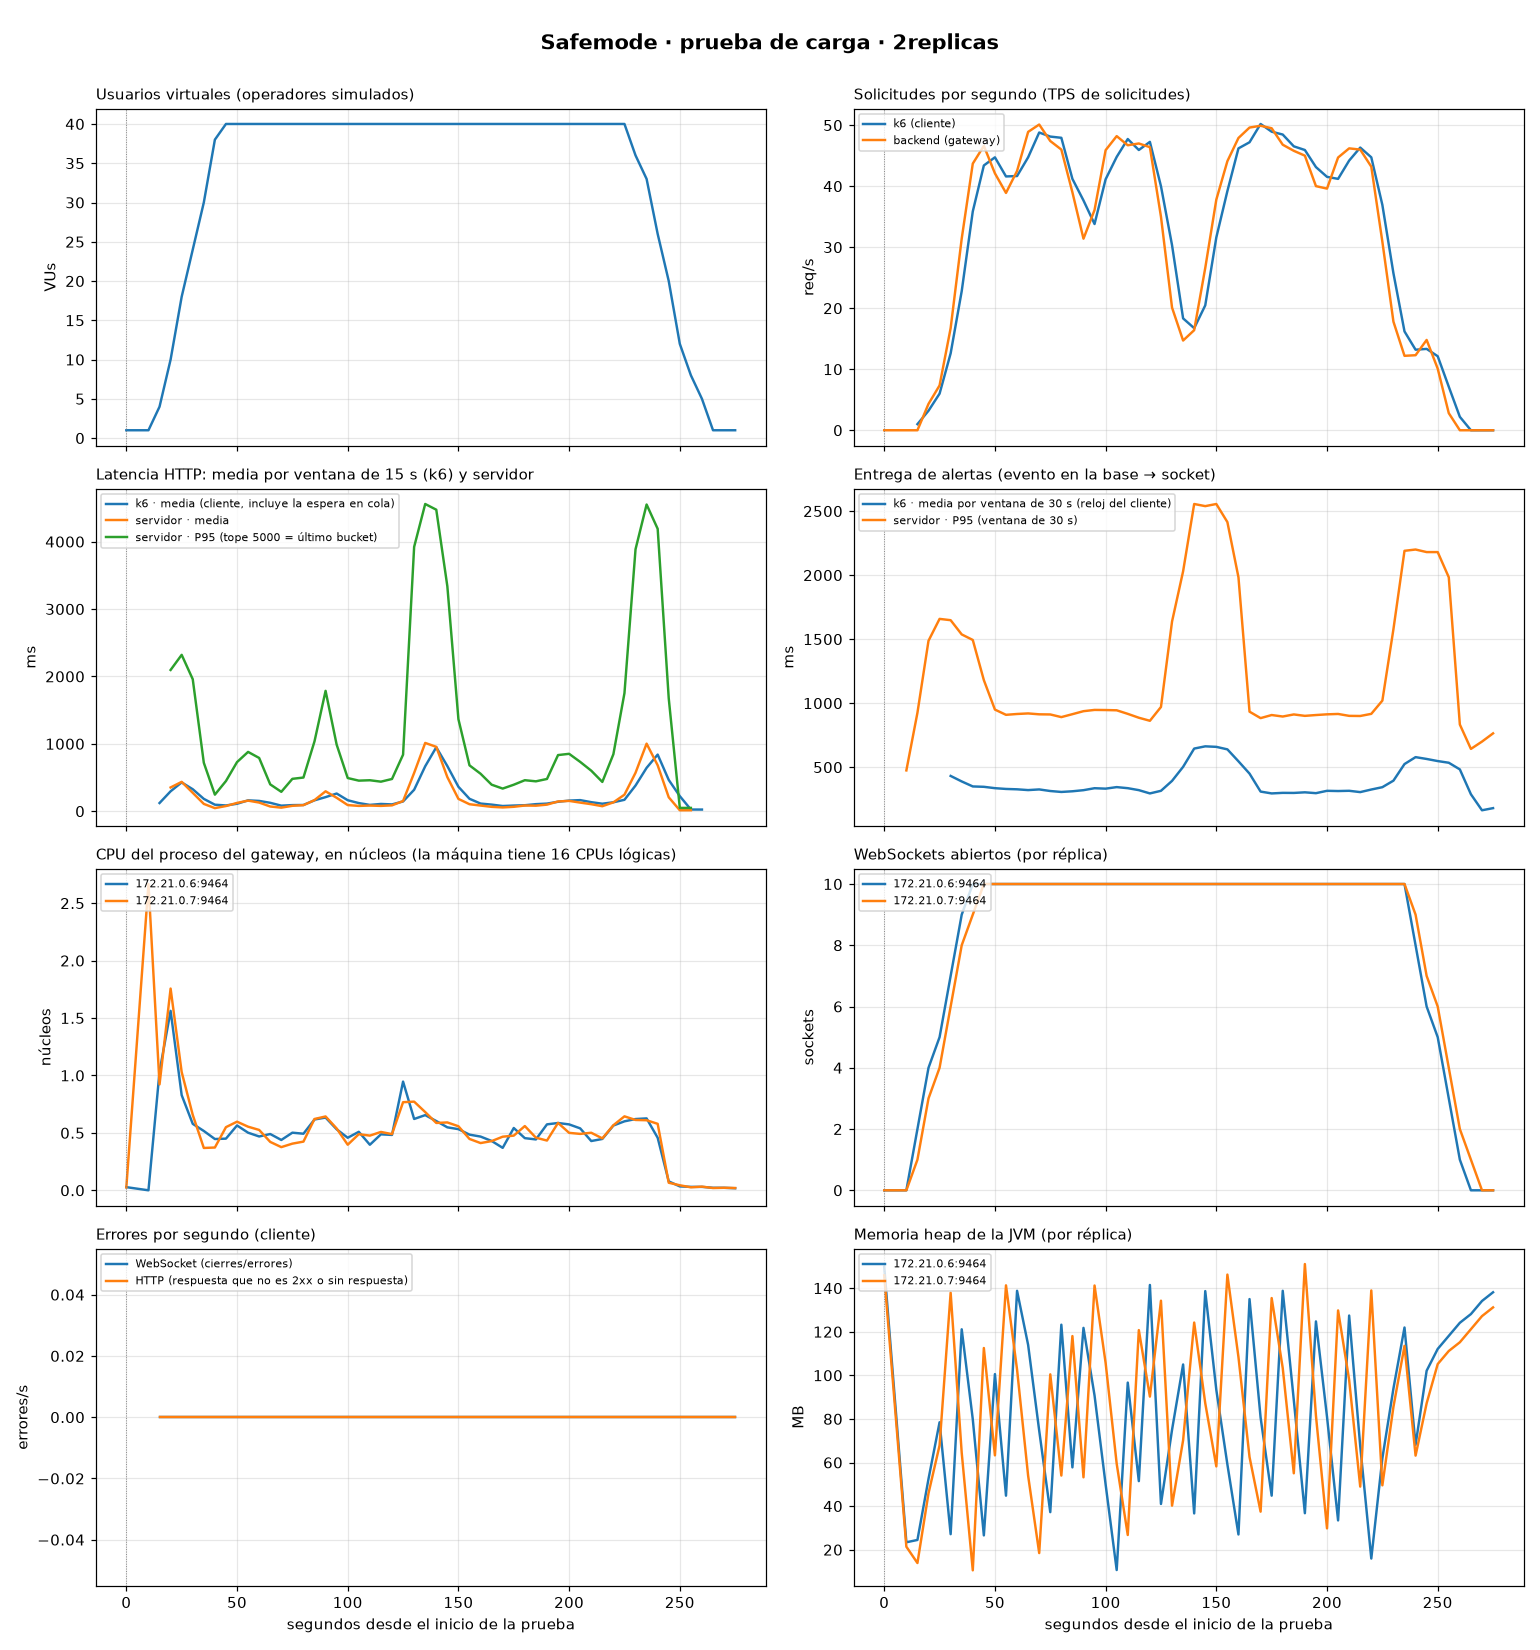 Safemode · prueba de carga · 2replicas
Usuarios virtuales (operadores simulados)
VUs
40
35
30
25
20
15
10
5
0
Solicitudes por segundo (TPS de solicitudes)
k6 (cliente)
backend (gateway)
req/s
50
40
30
20
10
0
Latencia HTTP: media por ventana de 15 s (k6) y servidor
k6 · media (cliente, incluye la espera en cola)
servidor · media
servidor · P95 (tope 5000 = último bucket)
ms
4000
3000
2000
1000
0
Entrega de alertas (evento en la base → socket)
k6 · media por ventana de 30 s (reloj del cliente)
servidor · P95 (ventana de 30 s)
ms
2500
2000
1500
1000
500
CPU del proceso del gateway, en núcleos (la máquina tiene 16 CPUs lógicas)
172.21.0.6:9464
172.21.0.7:9464
núcleos
2.5
2.0
1.5
1.0
0.5
0.0
WebSockets abiertos (por réplica)
172.21.0.6:9464
172.21.0.7:9464
sockets
10
8
6
4
2
0
Errores por segundo (cliente)
WebSocket (cierres/errores)
HTTP (respuesta que no es 2xx o sin respuesta)
errores/s
0.04
0.02
0.00
−0.02
−0.04
0 50 100 150 200 250
segundos desde el inicio de la prueba
Memoria heap de la JVM (por réplica)
172.21.0.6:9464
172.21.0.7:9464
MB
140
120
100
80
60
40
20
0 50 100 150 200 250
segundos desde el inicio de la prueba